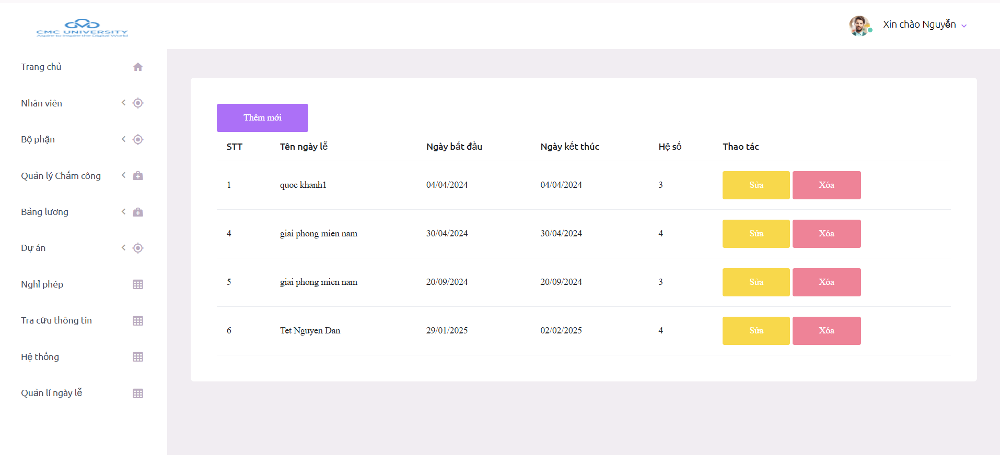 CMC UNIVERSITY
Aspire to Inspire the Digital World
Xin chào Nguyễn
Trang chủ
Nhân viên
Bộ phận
Quản lý Chấm công
Bảng lương
Dự án
Nghỉ phép
Tra cứu thông tin
Hệ thống
Quản lí ngày lễ
Thêm mới
STT Tên ngày lễ Ngày bắt đầu Ngày kết thúc Hệ số Thao tác
1 quoc khanh1 04/04/2024 04/04/2024 3 Sửa Xóa
4 giai phong mien nam 30/04/2024 30/04/2024 4 Sửa Xóa
5 giai phong mien nam 20/09/2024 20/09/2024 3 Sửa Xóa
6 Tet Nguyen Dan 29/01/2025 02/02/2025 4 Sửa Xóa